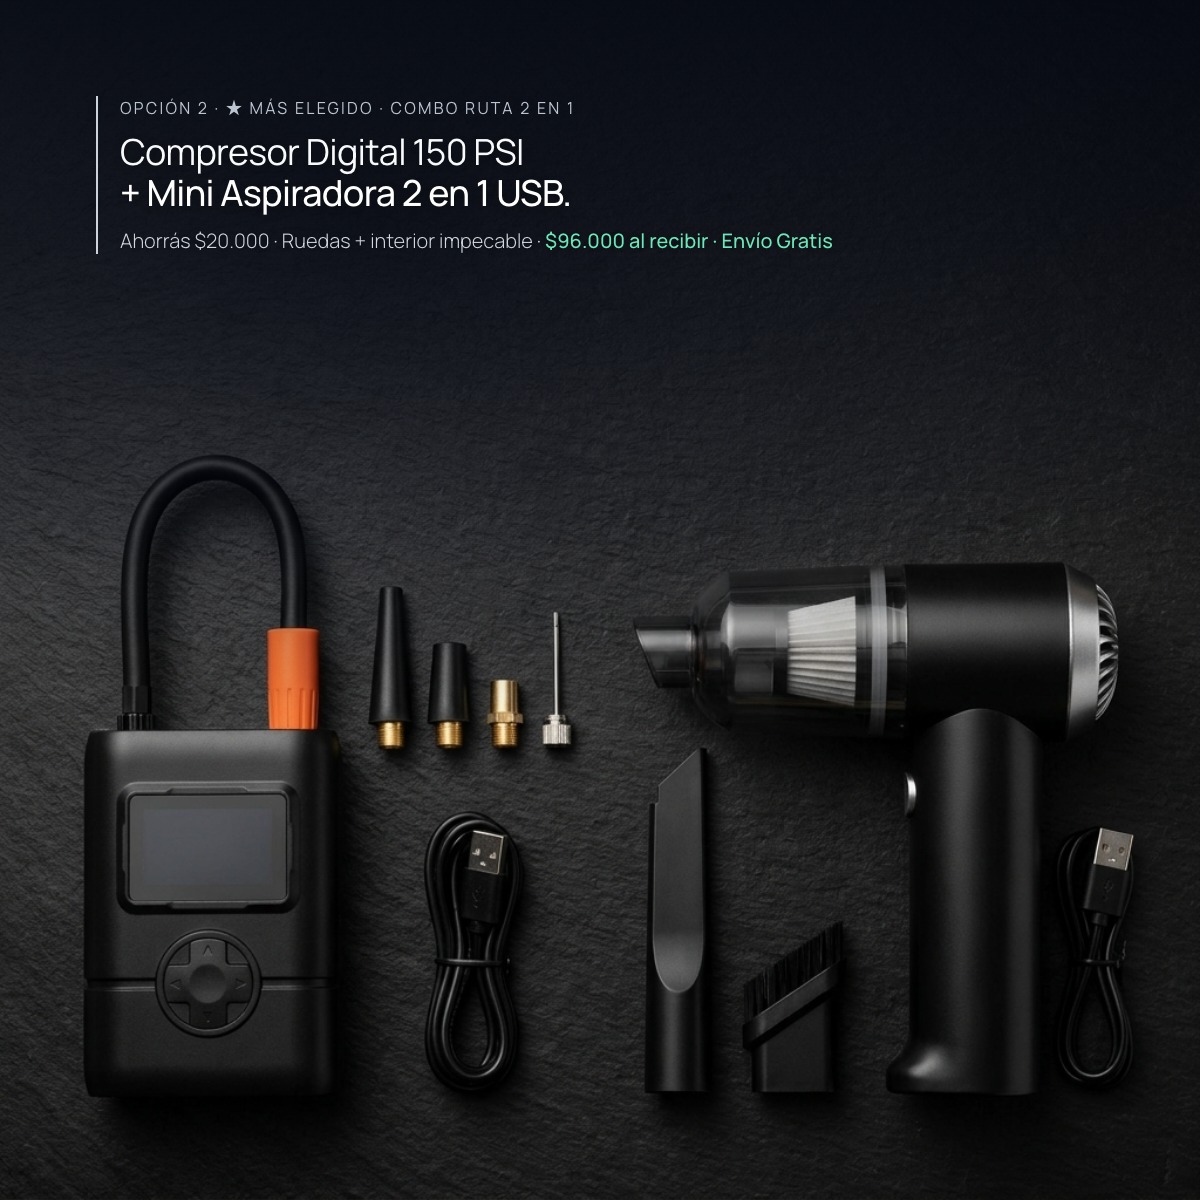 OPCIÓN 2 · ★ MÁS ELEGIDO · COMBO RUTA 2 EN 1
Compresor Digital 150 PSI
+ Mini Aspiradora 2 en 1 USB.
Ahorrás $20.000 · Ruedas + interior impecable · $96.000 al recibir · Envío Gratis